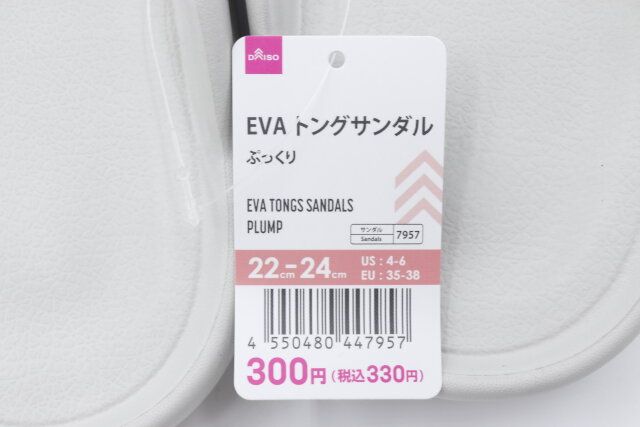 DAISO
EVA トングサンダル
ぷっくり
EVA TONGS SANDALS
PLUMP
サンダル
Sandals
7957
22cm-24cm
US : 4-6
EU : 35-38
4 550480 447957
300円(税込330円)